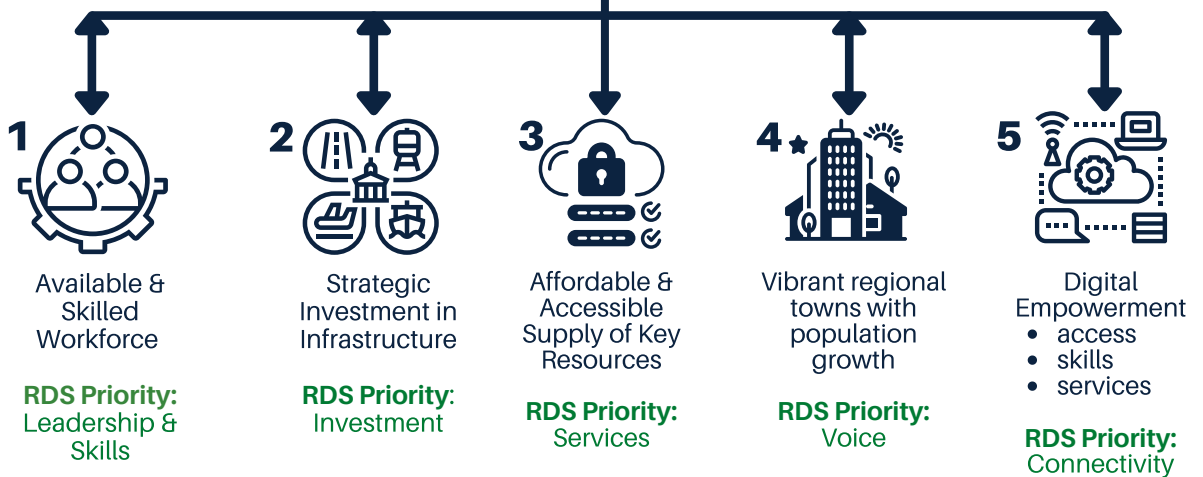 1
Available &
Skilled
Workforce
RDS Priority:
Leadership &
Skills
2
Strategic
Investment in
Infrastructure
RDS Priority:
Investment
3
Affordable &
Accessible
Supply of Key
Resources
RDS Priority:
Services
4
Vibrant regional
towns with
population
growth
RDS Priority:
Voice
5
Digital
Empowerment
• access
• skills
• services
RDS Priority:
Connectivity